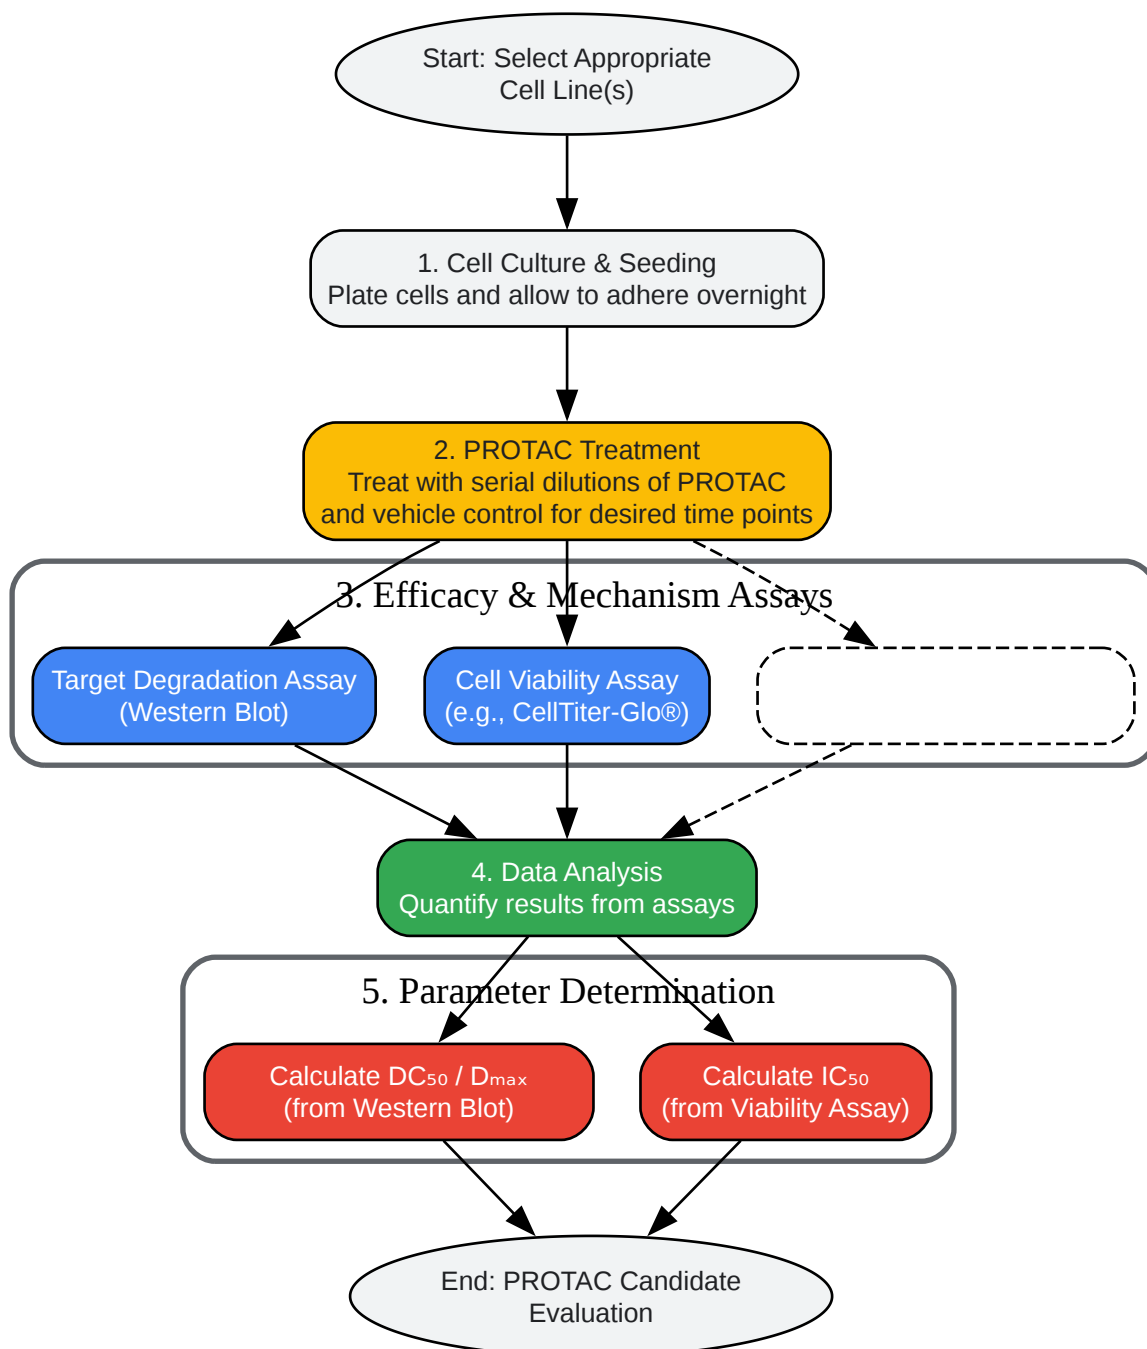 Start: Select Appropriate
Cell Line(s)
1. Cell Culture & Seeding
Plate cells and allow to adhere overnight
2. PROTAC Treatment
Treat with serial dilutions of PROTAC
and vehicle control for desired time points
3. Efficacy & Mechanism Assays
Target Degradation Assay
(Western Blot)
Cell Viability Assay
(e.g., CellTiter-Glo®)
4. Data Analysis
Quantify results from assays
5. Parameter Determination
Calculate DC₅₀ / Dₘₐₓ
(from Western Blot)
Calculate IC₅₀
(from Viability Assay)
End: PROTAC Candidate
Evaluation